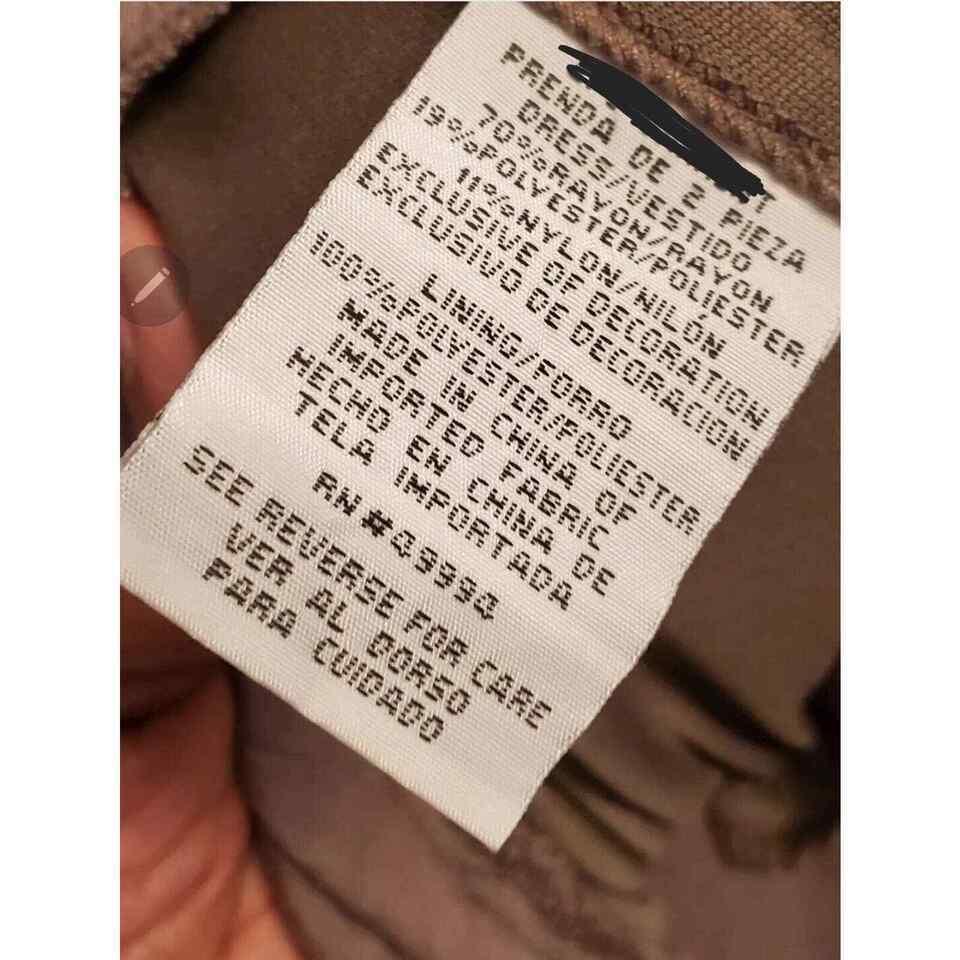 PRENDA DE 2 PIEZA
DRESS/VESTIDO
70%RAYON/RAYON
19%POLYESTER/POLIESTER
11%NYLON/NILON
EXCLUSIVE OF DECORATION
EXCLUSIVO DE DECORACION
LINING/FORRO
100%POLYESTER/POLIESTER
MADE IN CHINA OF
IMPORTED FABRIC
HECHO EN CHINA DE
TELA IMPORTADA
RN#49994
SEE REVERSE FOR CARE
VER AL DORSO
PARA CUIDADO